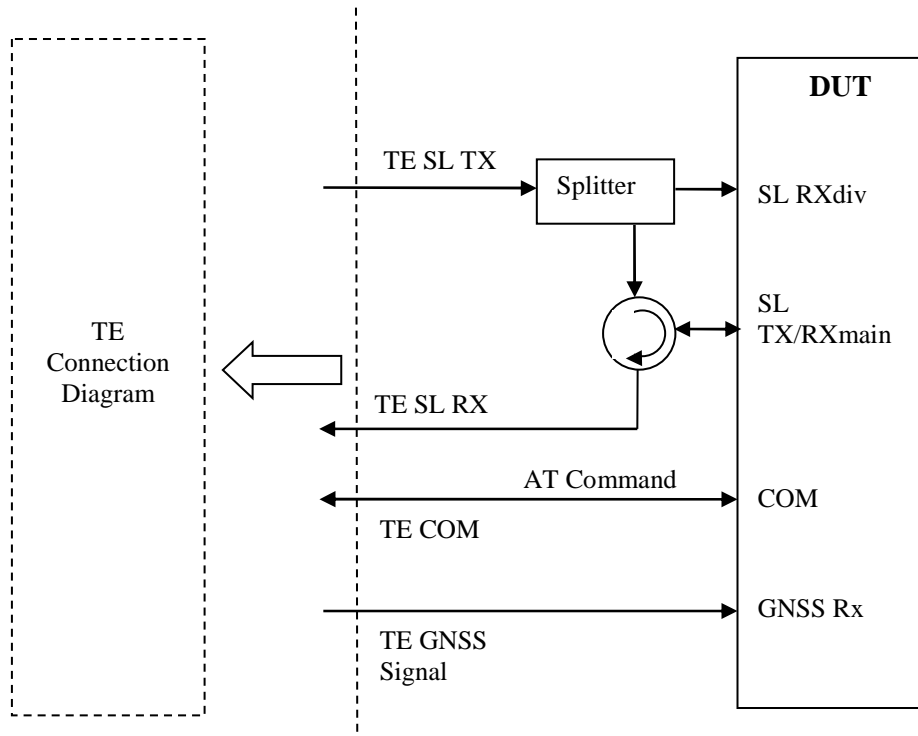 DUT
TE SL TX
Splitter
SL RXdiv
SL
TX/RXmain
TE
Connection
Diagram
TE SL RX
AT Command
COM
TE COM
GNSS Rx
TE GNSS
Signal